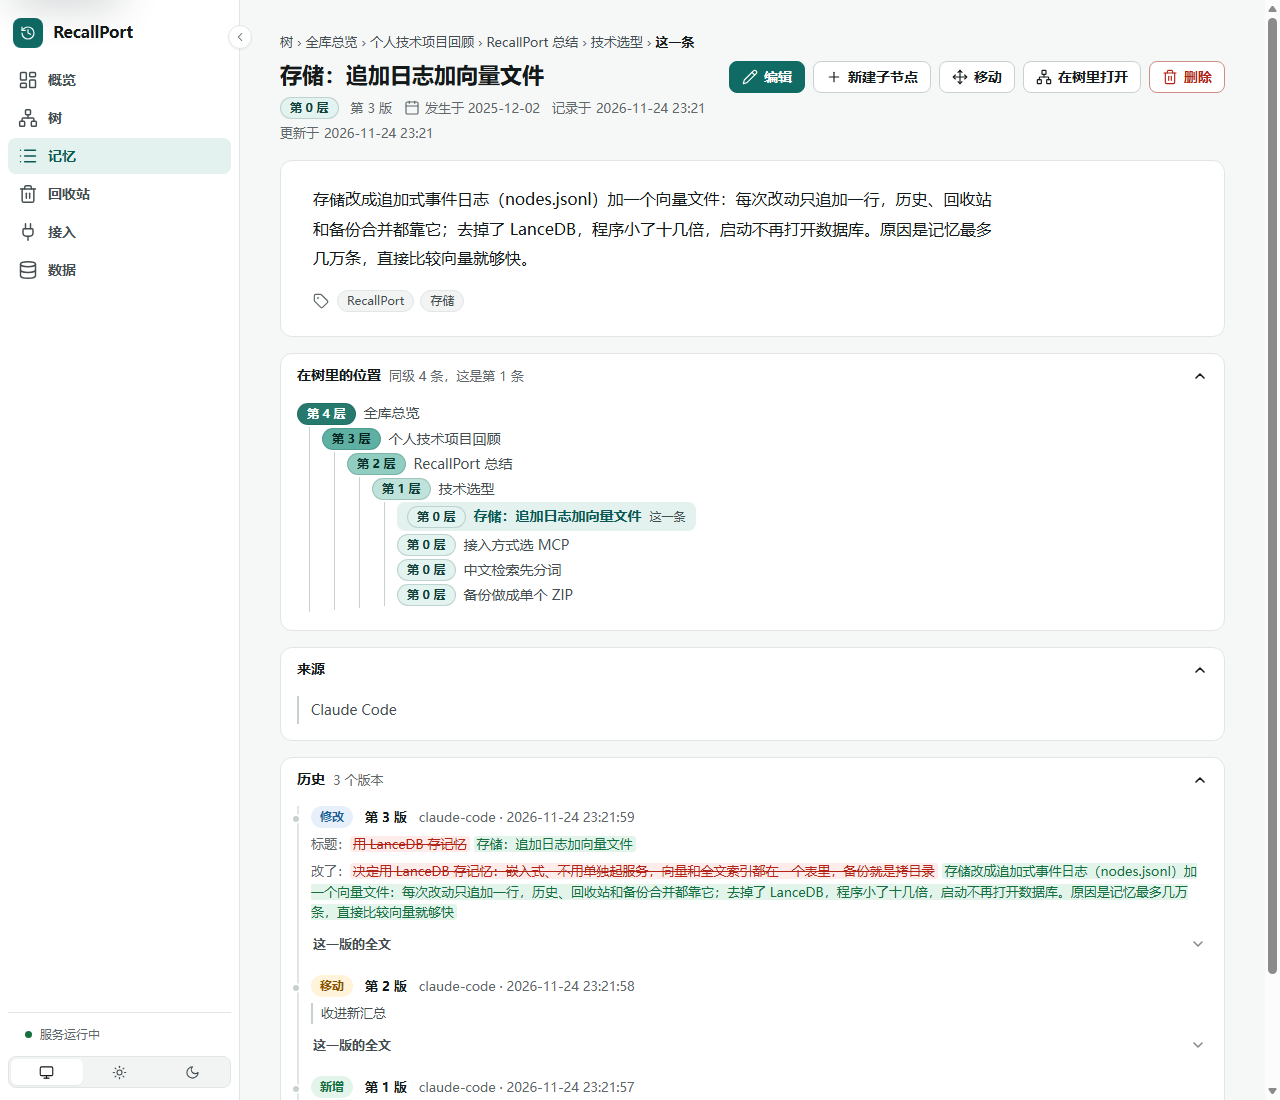 RecallPort
概览
树
记忆
回收站
接入
数据
服务运行中
树 › 全库总览 › 个人技术项目回顾 › RecallPort 总结 › 技术选型 › 这一条
存储：追加日志加向量文件
编辑
新建子节点
移动
在树里打开
删除
第 0 层 第 3 版 发生于 2025-12-02 记录于 2026-11-24 23:21
更新于 2026-11-24 23:21
存储改成追加式事件日志（nodes.jsonl）加一个向量文件：每次改动只追加一行，历史、回收站
和备份合并都靠它；去掉了 LanceDB，程序小了十几倍，启动不再打开数据库。原因是记忆最多
几万条，直接比较向量就够快。
RecallPort 存储
在树里的位置 同级 4 条，这是第 1 条
第 4 层 全库总览
第 3 层 个人技术项目回顾
第 2 层 RecallPort 总结
第 1 层 技术选型
第 0 层 存储：追加日志加向量文件 这一条
第 0 层 接入方式选 MCP
第 0 层 中文检索先分词
第 0 层 备份做成单个 ZIP
来源
Claude Code
历史 3 个版本
修改 第 3 版 claude-code · 2026-11-24 23:21:59
标题： 用 LanceDB 存记忆 存储：追加日志加向量文件
改了： 决定用 LanceDB 存记忆：嵌入式、不用单独起服务，向量和全文索引都在一个表里，备份就是拷目录 存储改成追加式事件日志（nodes.jsonl）加
一个向量文件：每次改动只追加一行，历史、回收站和备份合并都靠它；去掉了 LanceDB，程序小了十几倍，启动不再打开数据库。原因是记忆最多几万
条，直接比较向量就够快
这一版的全文
移动 第 2 版 claude-code · 2026-11-24 23:21:58
收进新汇总
这一版的全文
新增 第 1 版 claude-code · 2026-11-24 23:21:57